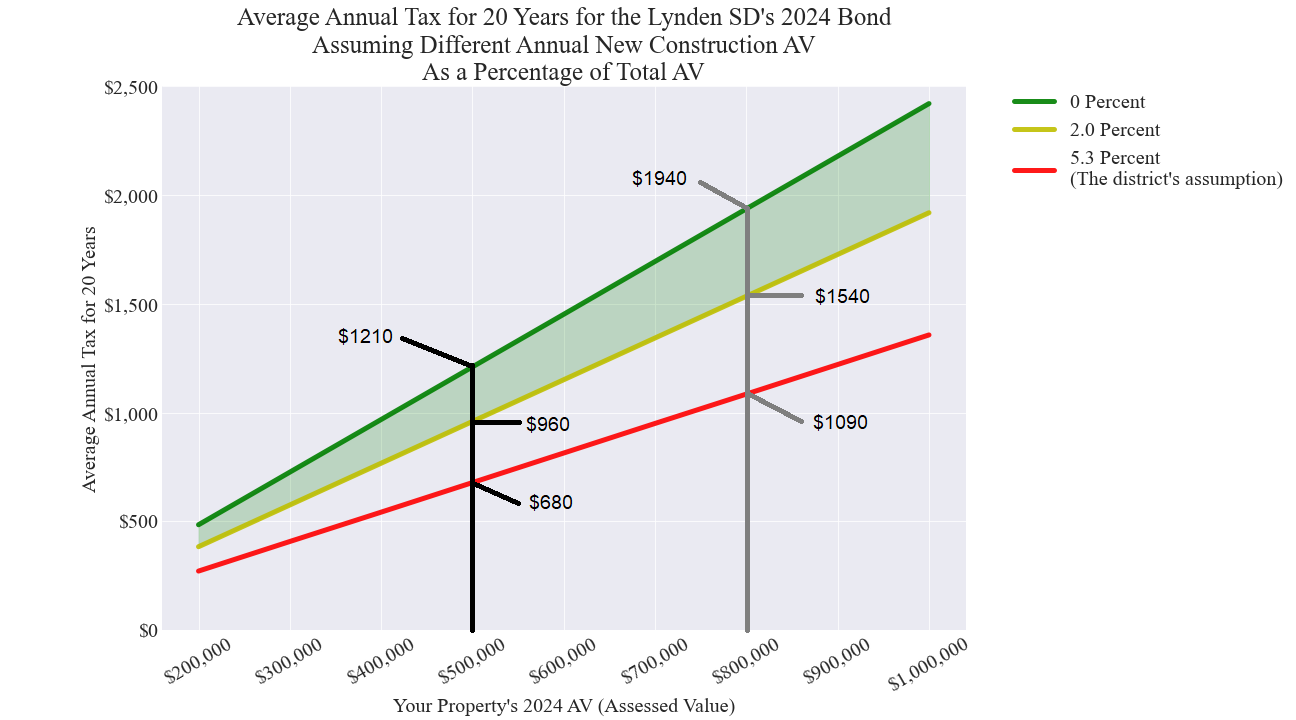 Average Annual Tax for 20 Years for the Lynden SD's 2024 Bond
Assuming Different Annual New Construction AV
As a Percentage of Total AV
$2,500
$2,000
$1,500
$1,000
$500
$0
Average Annual Tax for 20 Years
$1940
$1540
$1210
$1090
$960
$680
$200,000
$300,000
$400,000
$500,000
$600,000
$700,000
$800,000
$900,000
$1,000,000
Your Property's 2024 AV (Assessed Value)
0 Percent
2.0 Percent
5.3 Percent
(The district's assumption)